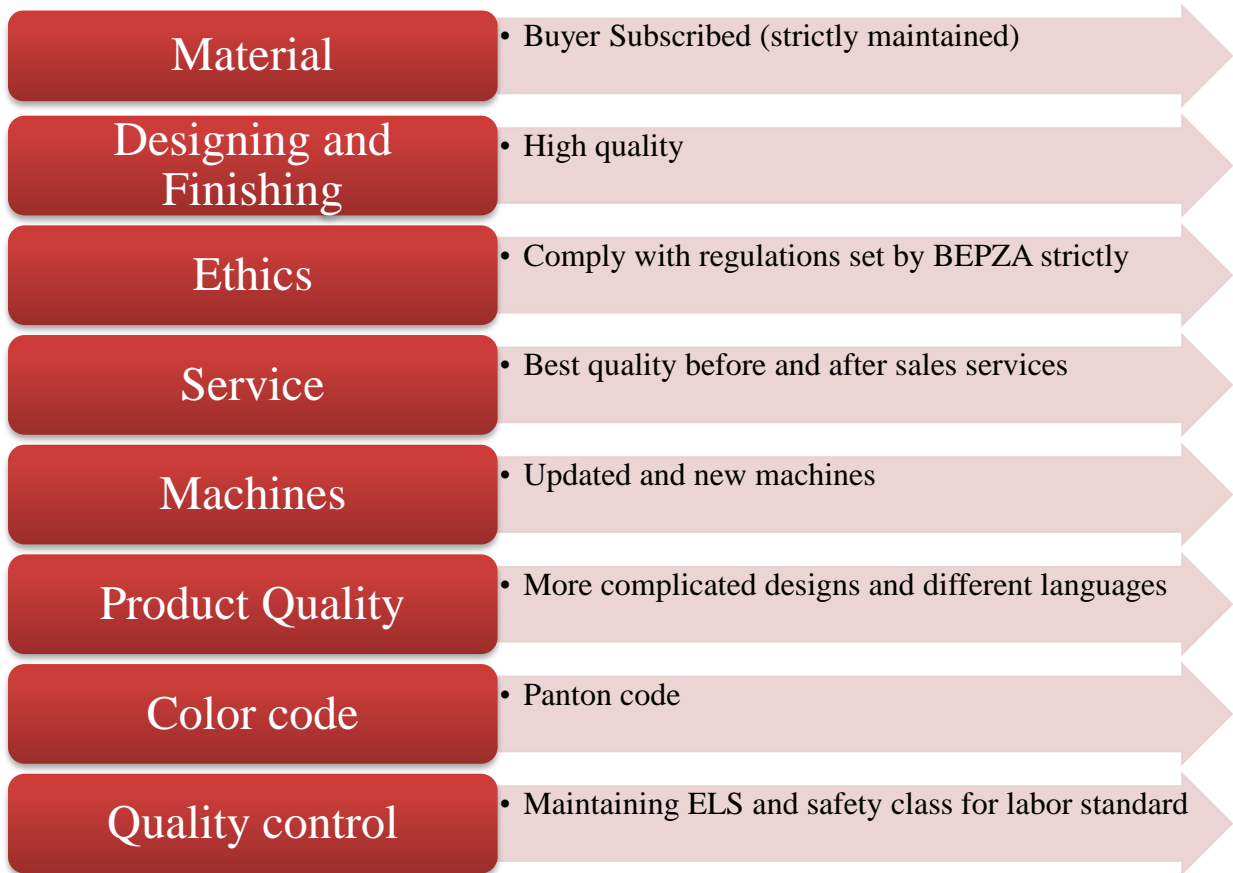 Material
• Buyer Subscribed (strictly maintained)
Designing and
Finishing
• High quality
Ethics
• Comply with regulations set by BEPZA strictly
Service
• Best quality before and after sales services
Machines
• Updated and new machines
Product Quality
• More complicated designs and different languages
Color code
• Panton code
Quality control
• Maintaining ELS and safety class for labor standard